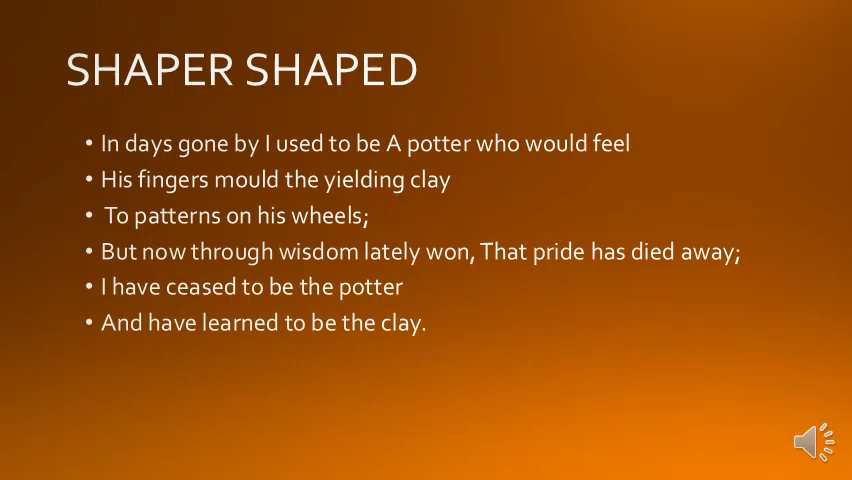 SHAPER SHAPED
• In days gone by I used to be A potter who would feel
• His fingers mould the yielding clay
• To patterns on his wheels;
• But now through wisdom lately won, That pride has died away;
• I have ceased to be the potter
• And have learned to be the clay.